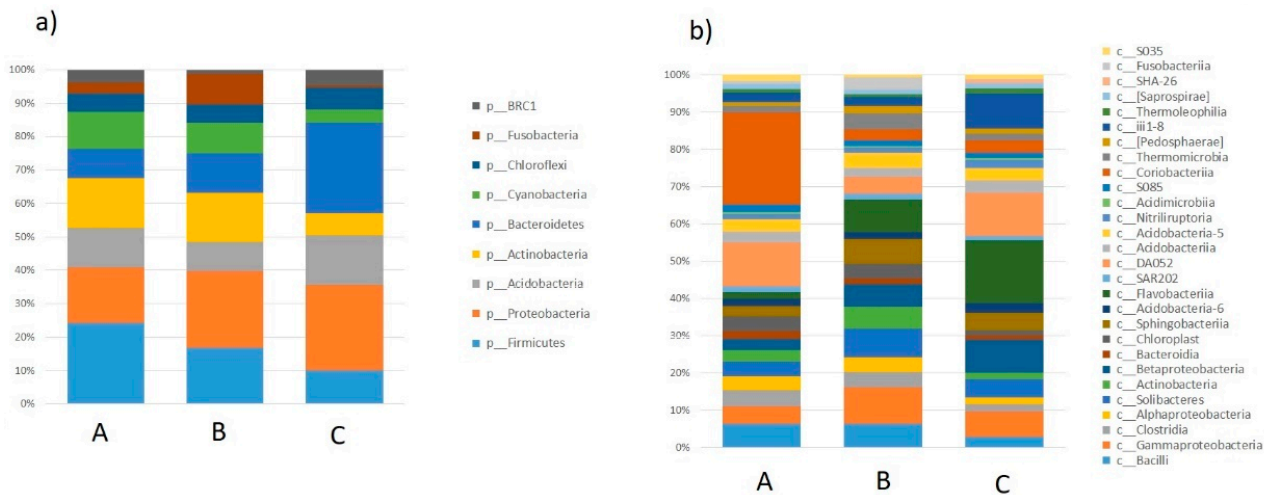 a)
100%
90%
80%
70%
60%
50%
40%
30%
20%
10%
0%
A
B
C
p__BRC1
p__Fusobacteria
p__Chloroflexi
p__Cyanobacteria
p__Bacteroidetes
p__Actinobacteria
p__Acidobacteria
p__Proteobacteria
p__Firmicutes
b)
100%
90%
80%
70%
60%
50%
40%
30%
20%
10%
0%
A
B
C
c__S035
c__Fusobacteriia
c__SHA-26
c__[Saprospirae]
c__Thermoleophilia
c__iii1-8
c__[Pedosphaerae]
c__Thermomicrobia
c__Coriobacteriia
c__S085
c__Acidimicrobiia
c__Nitriliruptoria
c__Acidobacteria-5
c__Acidobacteriia
c__DA052
c__SAR202
c__Flavobacteriia
c__Acidobacteria-6
c__Sphingobacteriia
c__Chloroplast
c__Bacteroidia
c__Betaproteobacteria
c__Actinobacteria
c__Solibacteres
c__Alphaproteobacteria
c__Clostridia
c__Gammaproteobacteria
c__Bacilli